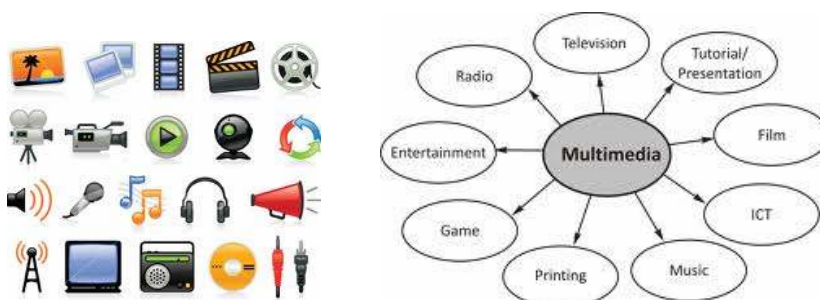 Television
Tutorial/
Presentation
Radio
Film
Entertainment
Multimedia
ICT
Game
Music
Printing